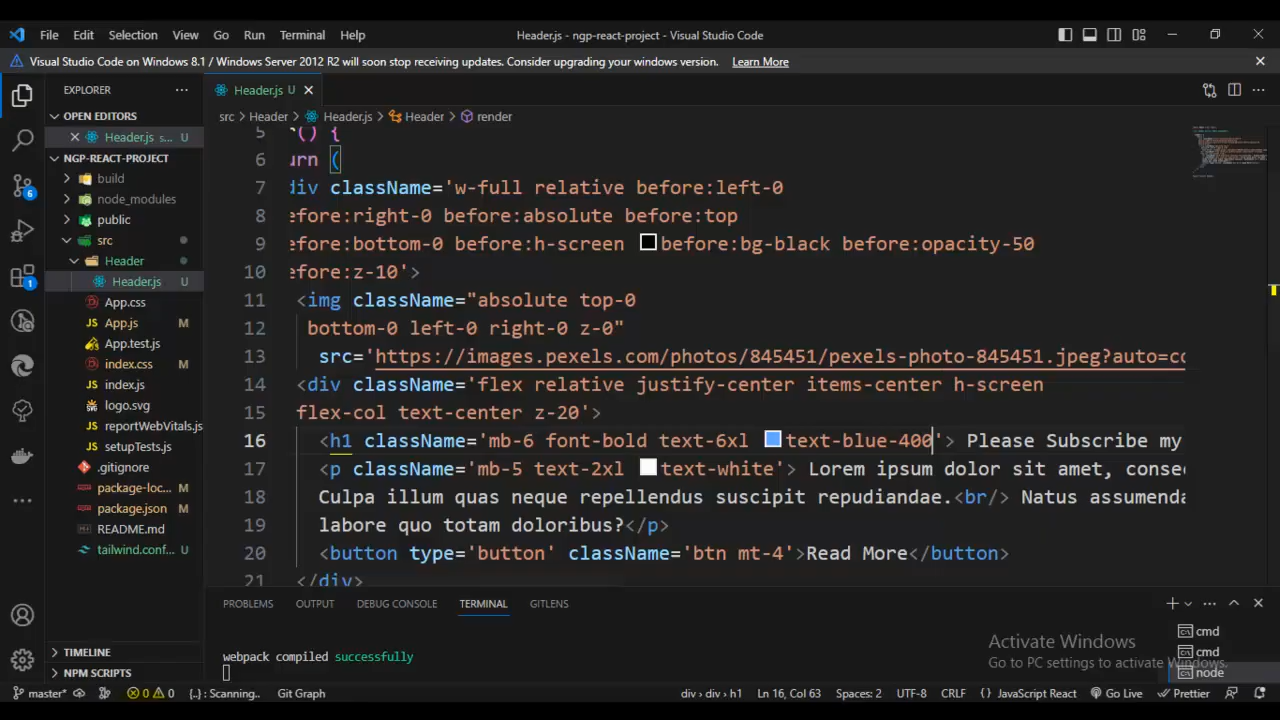 File Edit Selection View Go Run Terminal Help
Header.js - ngp-react-project - Visual Studio Code
Visual Studio Code on Windows 8.1 / Windows Server 2012 R2 will soon stop receiving updates. Consider upgrading your windows version. Learn More
EXPLORER
OPEN EDITORS
Header.js s... U
NGP-REACT-PROJECT
build
node_modules
public
src
Header
Header.js U
App.css
App.js M
App.test.js
index.css M
index.js
logo.svg
reportWebVitals.js
setupTests.js
.gitignore
package-loc... M
package.json M
README.md
tailwind.conf... U
TIMELINE
NPM SCRIPTS
6
1
Header.js U
src > Header > Header.js > Header > render
5 () {
6 urn (
7 div className='w-full relative before:left-0
8 efore:right-0 before:absolute before:top
9 efore:bottom-0 before:h-screen before:bg-black before:opacity-50
10 efore:z-10'>
11 <img className="absolute top-0
12 bottom-0 left-0 right-0 z-0"
13 src='https://images.pexels.com/photos/845451/pexels-photo-845451.jpeg?auto=co
14 <div className='flex relative justify-center items-center h-screen
15 flex-col text-center z-20'>
16 <h1 className='mb-6 font-bold text-6xl text-blue-400'> Please Subscribe my
17 <p className='mb-5 text-2xl text-white'> Lorem ipsum dolor sit amet, consec
18 Culpa illum quas neque repellendus suscipit repudiandae.<br/> Natus assumenda
19 labore quo totam doloribus?</p>
20 <button type='button' className='btn mt-4'>Read More</button>
21 </div>
PROBLEMS OUTPUT DEBUG CONSOLE TERMINAL GITLENS
webpack compiled successfully
cmd
cmd
node
Activate Windows
Go to PC settings to activate Windows.
master* 0 0 {..} : Scanning.. Git Graph
div > div > h1 Ln 16, Col 63 Spaces: 2 UTF-8 CRLF {} JavaScript React Go Live Prettier